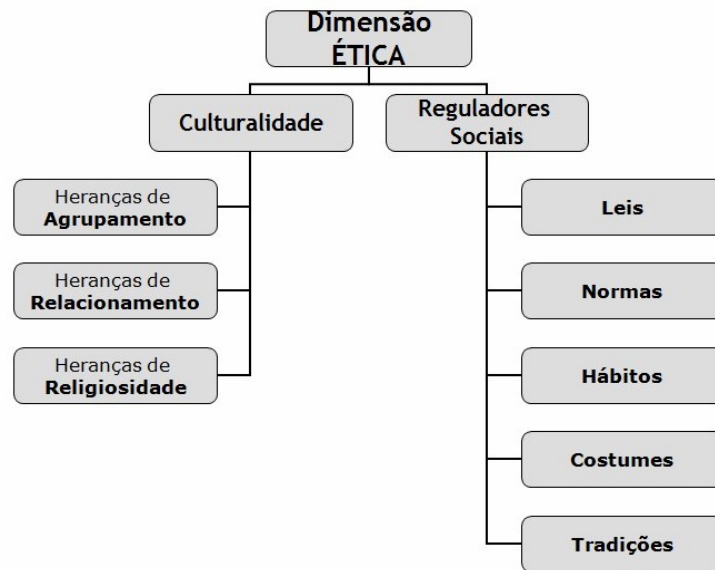 Dimensão
ÉTICA
Culturalidade
Reguladores
Sociais
Heranças de
Agrupamento
Heranças de
Relacionamento
Heranças de
Religiosidade
Leis
Normas
Hábitos
Costumes
Tradições